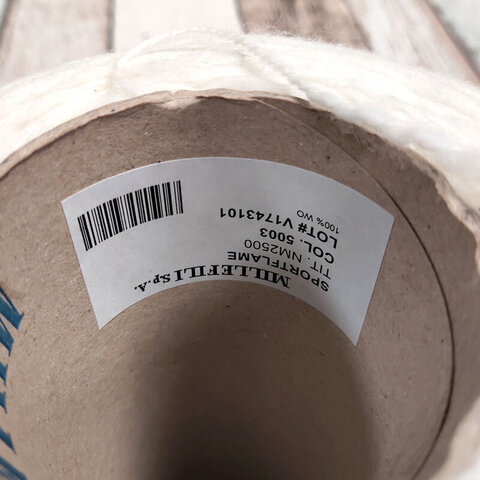 MILLEFILI S.p.A.
SPORTFLAME
TIT. NM2500
COL. 5003
LOT# V1743101
100% WO